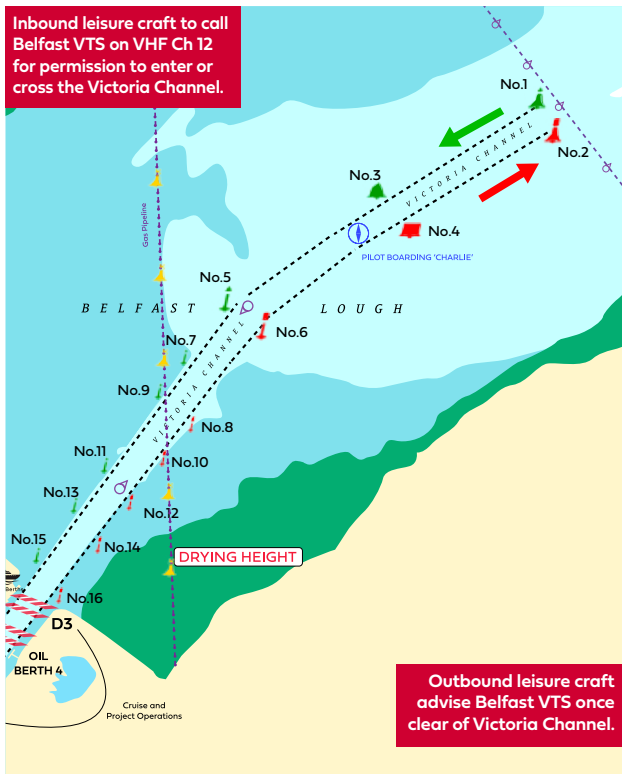 Inbound leisure craft to call
Belfast VTS on VHF Ch 12
for permission to enter or
cross the Victoria Channel.
No.1
No.2
VICTORIA CHANNEL
No.3
No.4
Gas Pipeline
PILOT BOARDING 'CHARLIE'
No.5
BELFAST LOUGH
No.6
No.7
VICTORIA CHANNEL
No.9
No.8
No.11
No.10
No.13
No.12
No.15
No.14
DRYING HEIGHT
No.16
D3
OIL
BERTH 4
Cruise and
Project Operations
Outbound leisure craft
advise Belfast VTS once
clear of Victoria Channel.